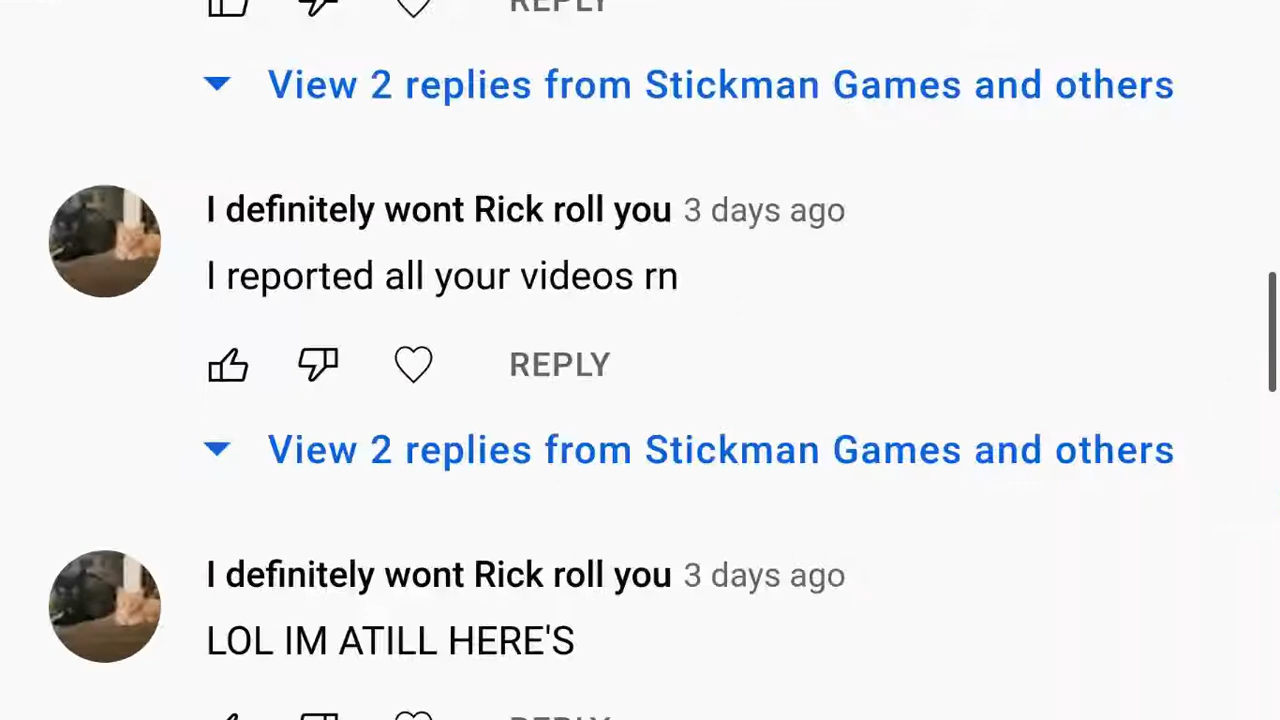 REPLY
View 2 replies from Stickman Games and others
I definitely wont Rick roll you 3 days ago
I reported all your videos rn
REPLY
View 2 replies from Stickman Games and others
I definitely wont Rick roll you 3 days ago
LOL IM ATILL HERE'S
REPLY